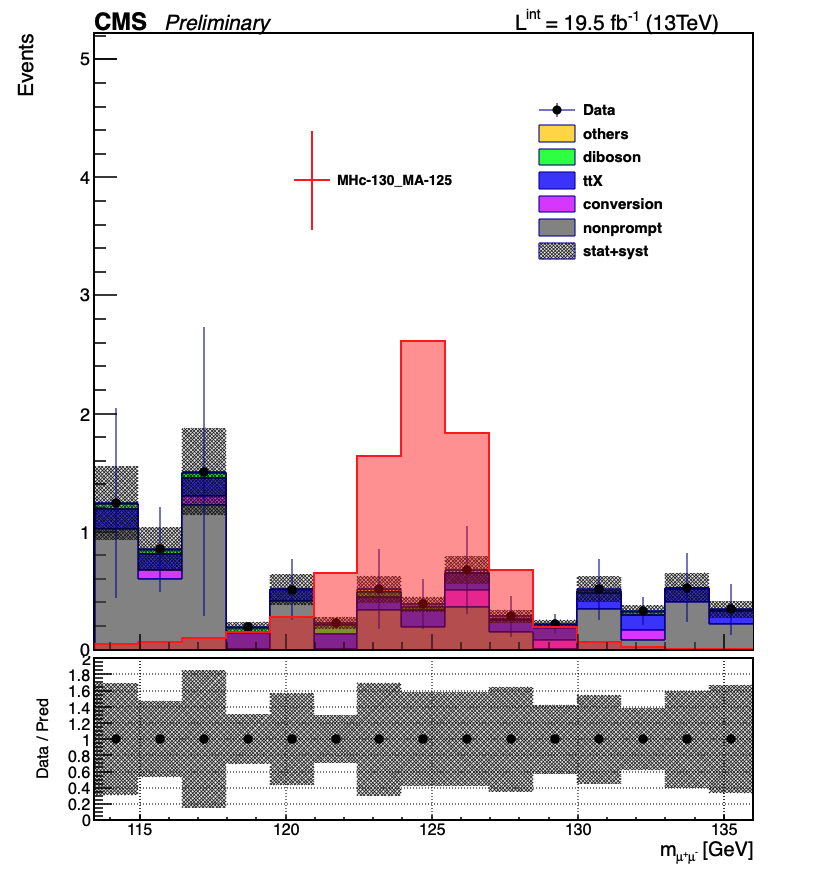 CMS Preliminary L^int = 19.5 fb^-1 (13TeV)
Events
5
4
3
2
1
0
MHc-130_MA-125
Data
others
diboson
ttX
conversion
nonprompt
stat+syst
Data / Pred
2
1.8
1.6
1.4
1.2
1
0.8
0.6
0.4
0.2
0
115 120 125 130 135
m_μ⁺μ⁻ [GeV]